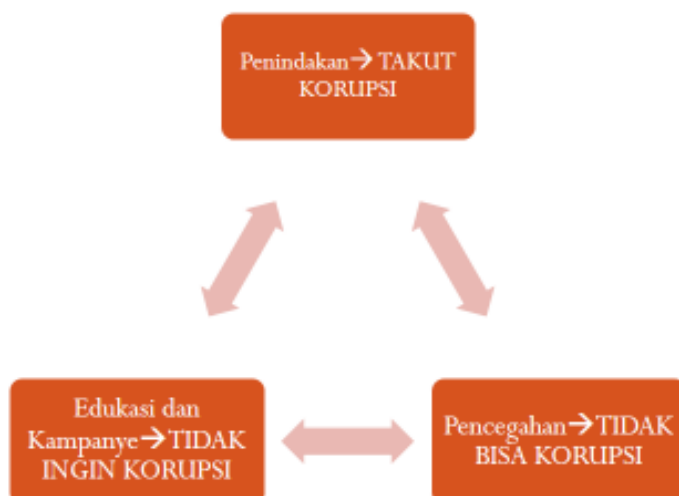 Penindakan→TAKUT
KORUPSI
Edukasi dan
Kampanye→TIDAK
INGIN KORUPSI
Pencegahan→TIDAK
BISA KORUPSI